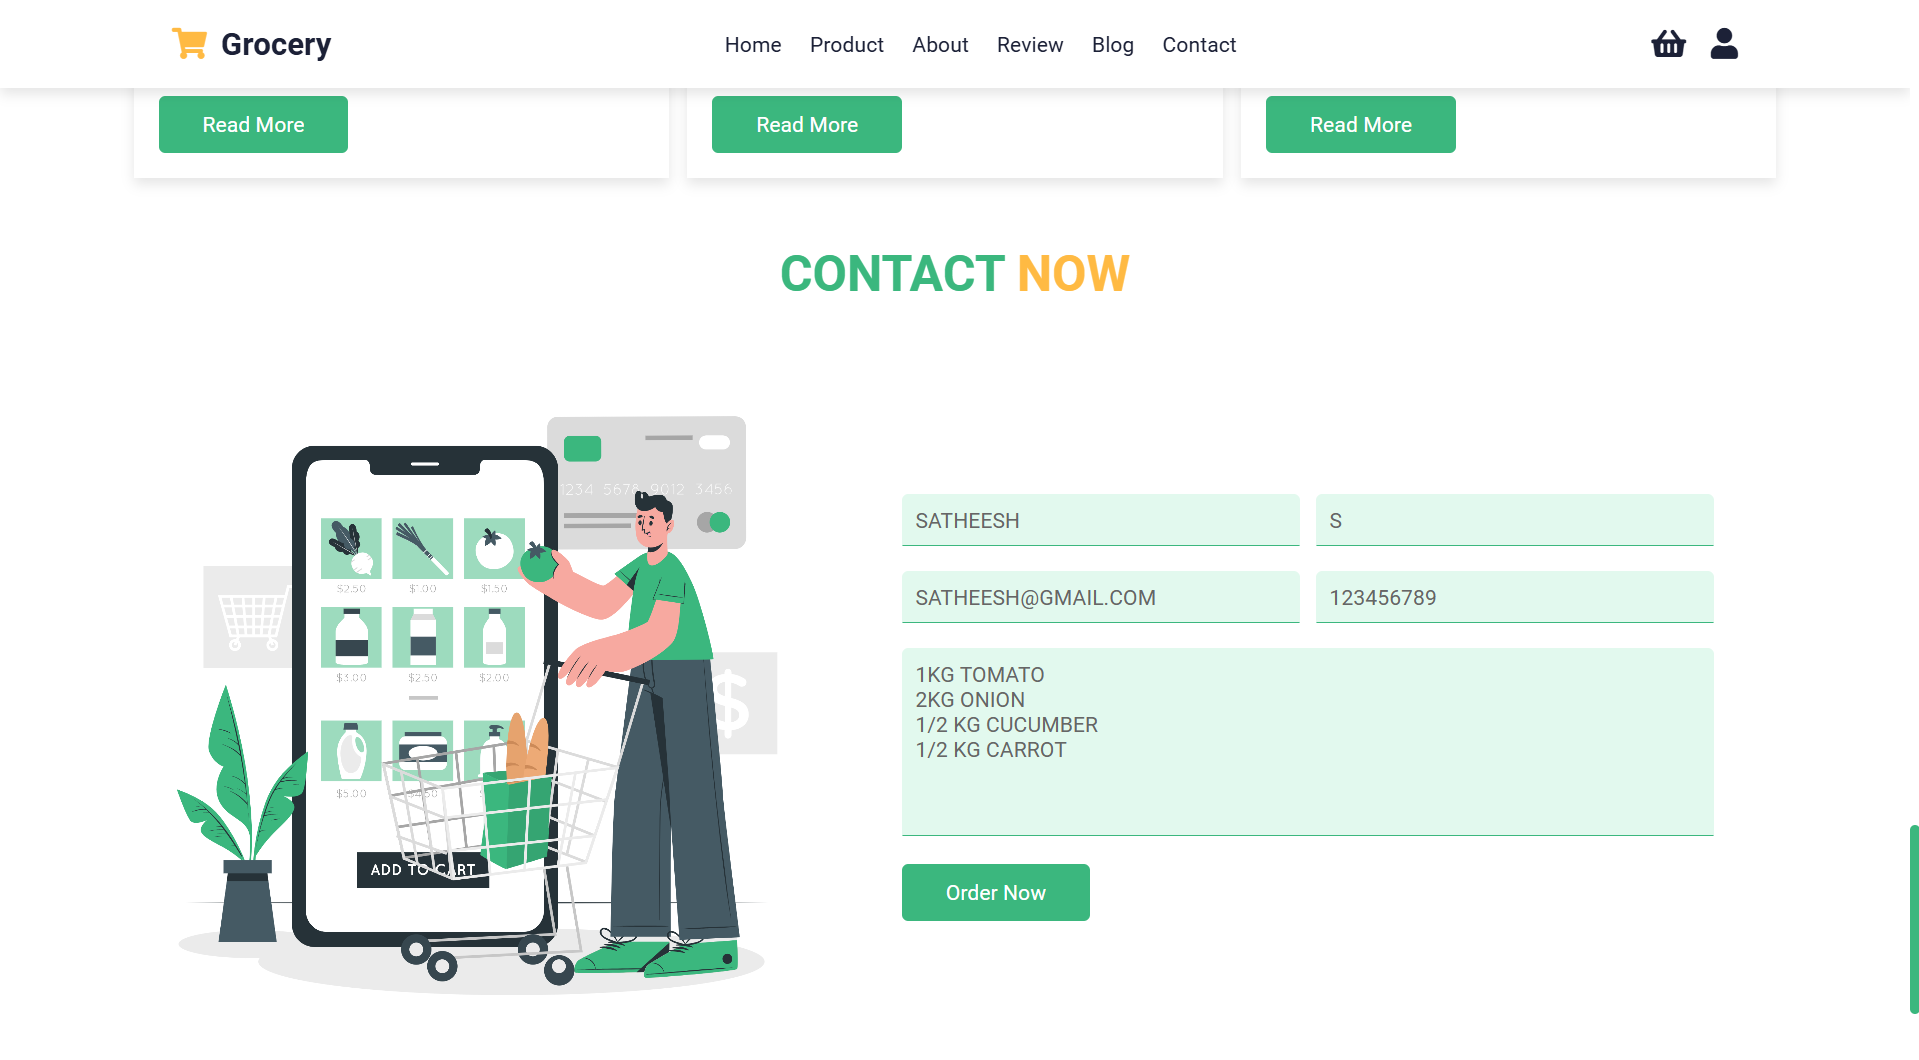 Grocery
Home Product About Review Blog Contact
Read More Read More Read More
CONTACT NOW
1234 5678 9012 3456
$2.50 $1.00 $1.50
$3.00 $2.50 $2.00
$
$5.00
ADD TO CART
SATHEESH S
SATHEESH@GMAIL.COM 123456789
1KG TOMATO
2KG ONION
1/2 KG CUCUMBER
1/2 KG CARROT
Order Now